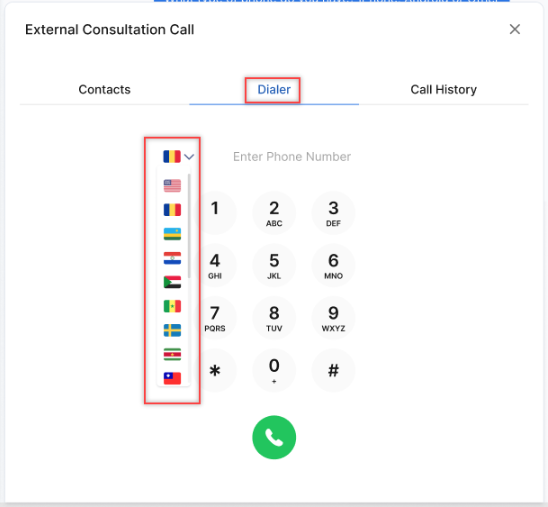 External Consultation Call
Contacts
Dialer
Call History
Enter Phone Number
1
2
3
ABC
DEF
4
5
6
GHI
JKL
MNO
7
8
9
PQRS
TUV
WXYZ
*
0
#
+